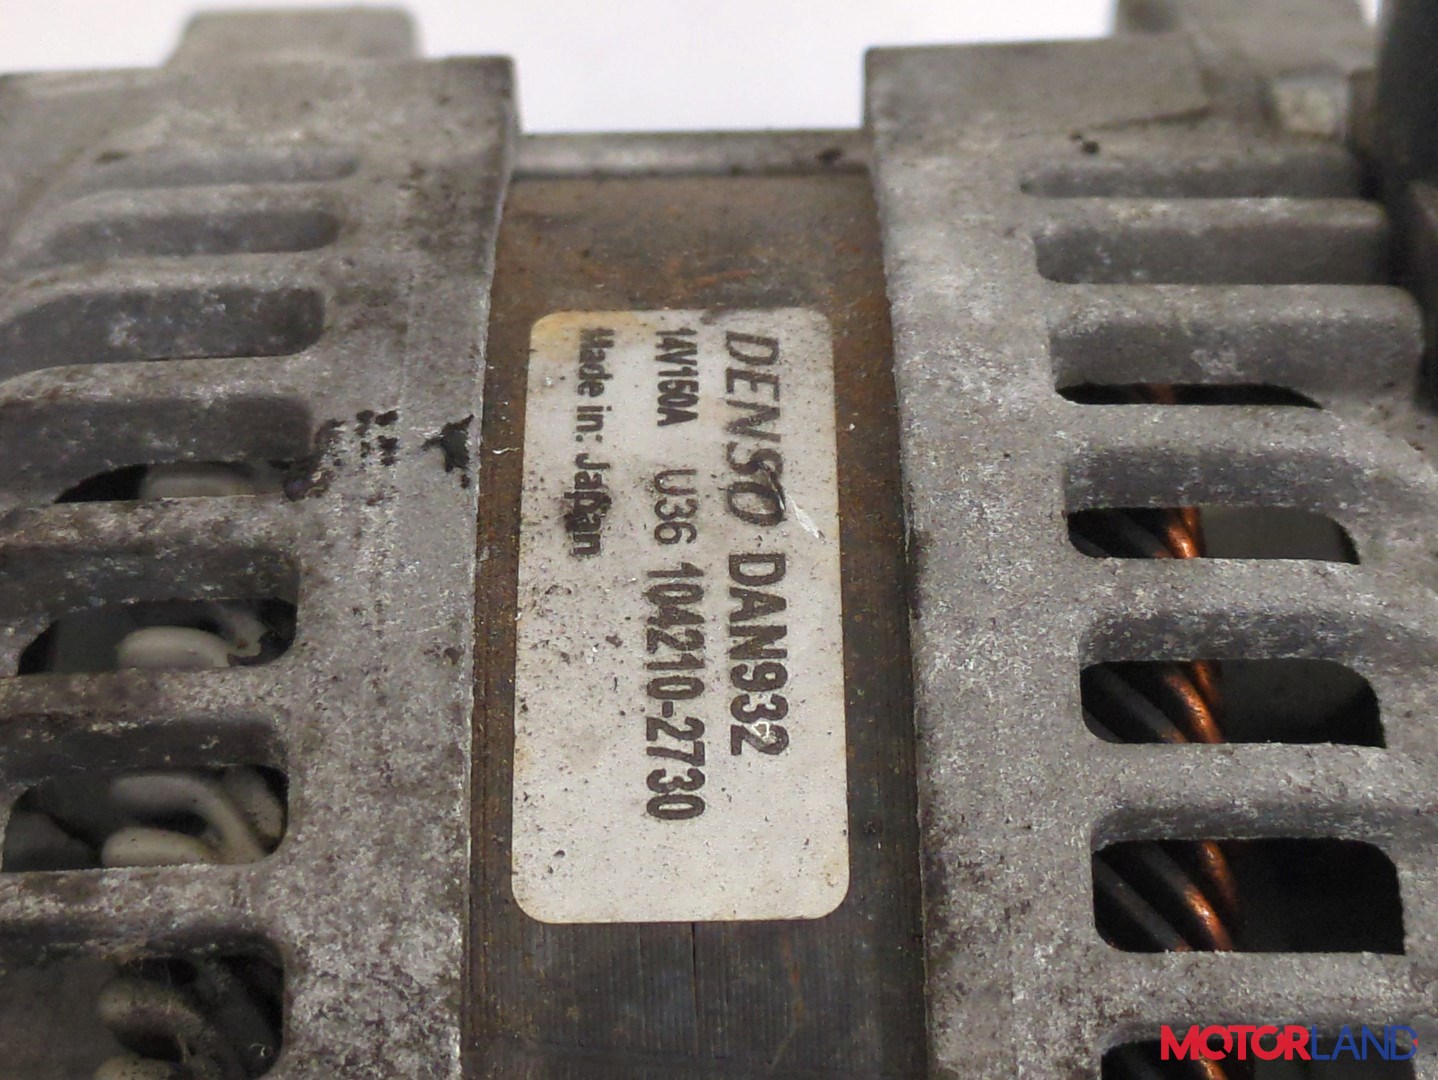 DENSO DAN932
14V150A U36 104210-2730
Made in: Japan
MOTORLAND